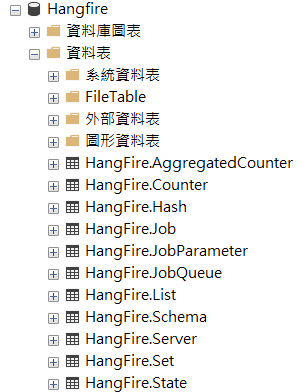 Hangfire
資料庫圖表
資料表
系統資料表
FileTable
外部資料表
圖形資料表
HangFire.AggregatedCounter
HangFire.Counter
HangFire.Hash
HangFire.Job
HangFire.JobParameter
HangFire.JobQueue
HangFire.List
HangFire.Schema
HangFire.Server
HangFire.Set
HangFire.State